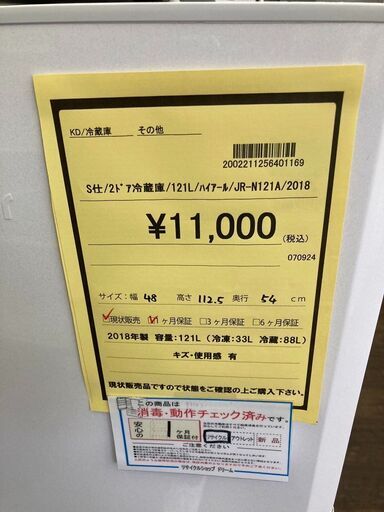 KD/冷蔵庫 その他
2002211256401169
S仕/2ﾄﾞｱ冷蔵庫/121L/ﾊｲｱｰﾙ/JR-N121A/2018
¥11,000
(税込)
070924
サイズ:幅 48 高さ 112.5 奥行 54 cm
☑現状販売 ☑1ヶ月保証 □3ヶ月保証 □6ヶ月保証
2018年製 容量:121L (冷凍:33L 冷蔵:88L)
キズ・使用感 有
現状販売品ですので状態をご確認の上ご購入下さい。
この商品は
消毒・動作チェック済みです。
安心の 1ヶ月保証付 リサイクル アウトレット 新品
ご注意ください
リサイクルショップ ドリーム